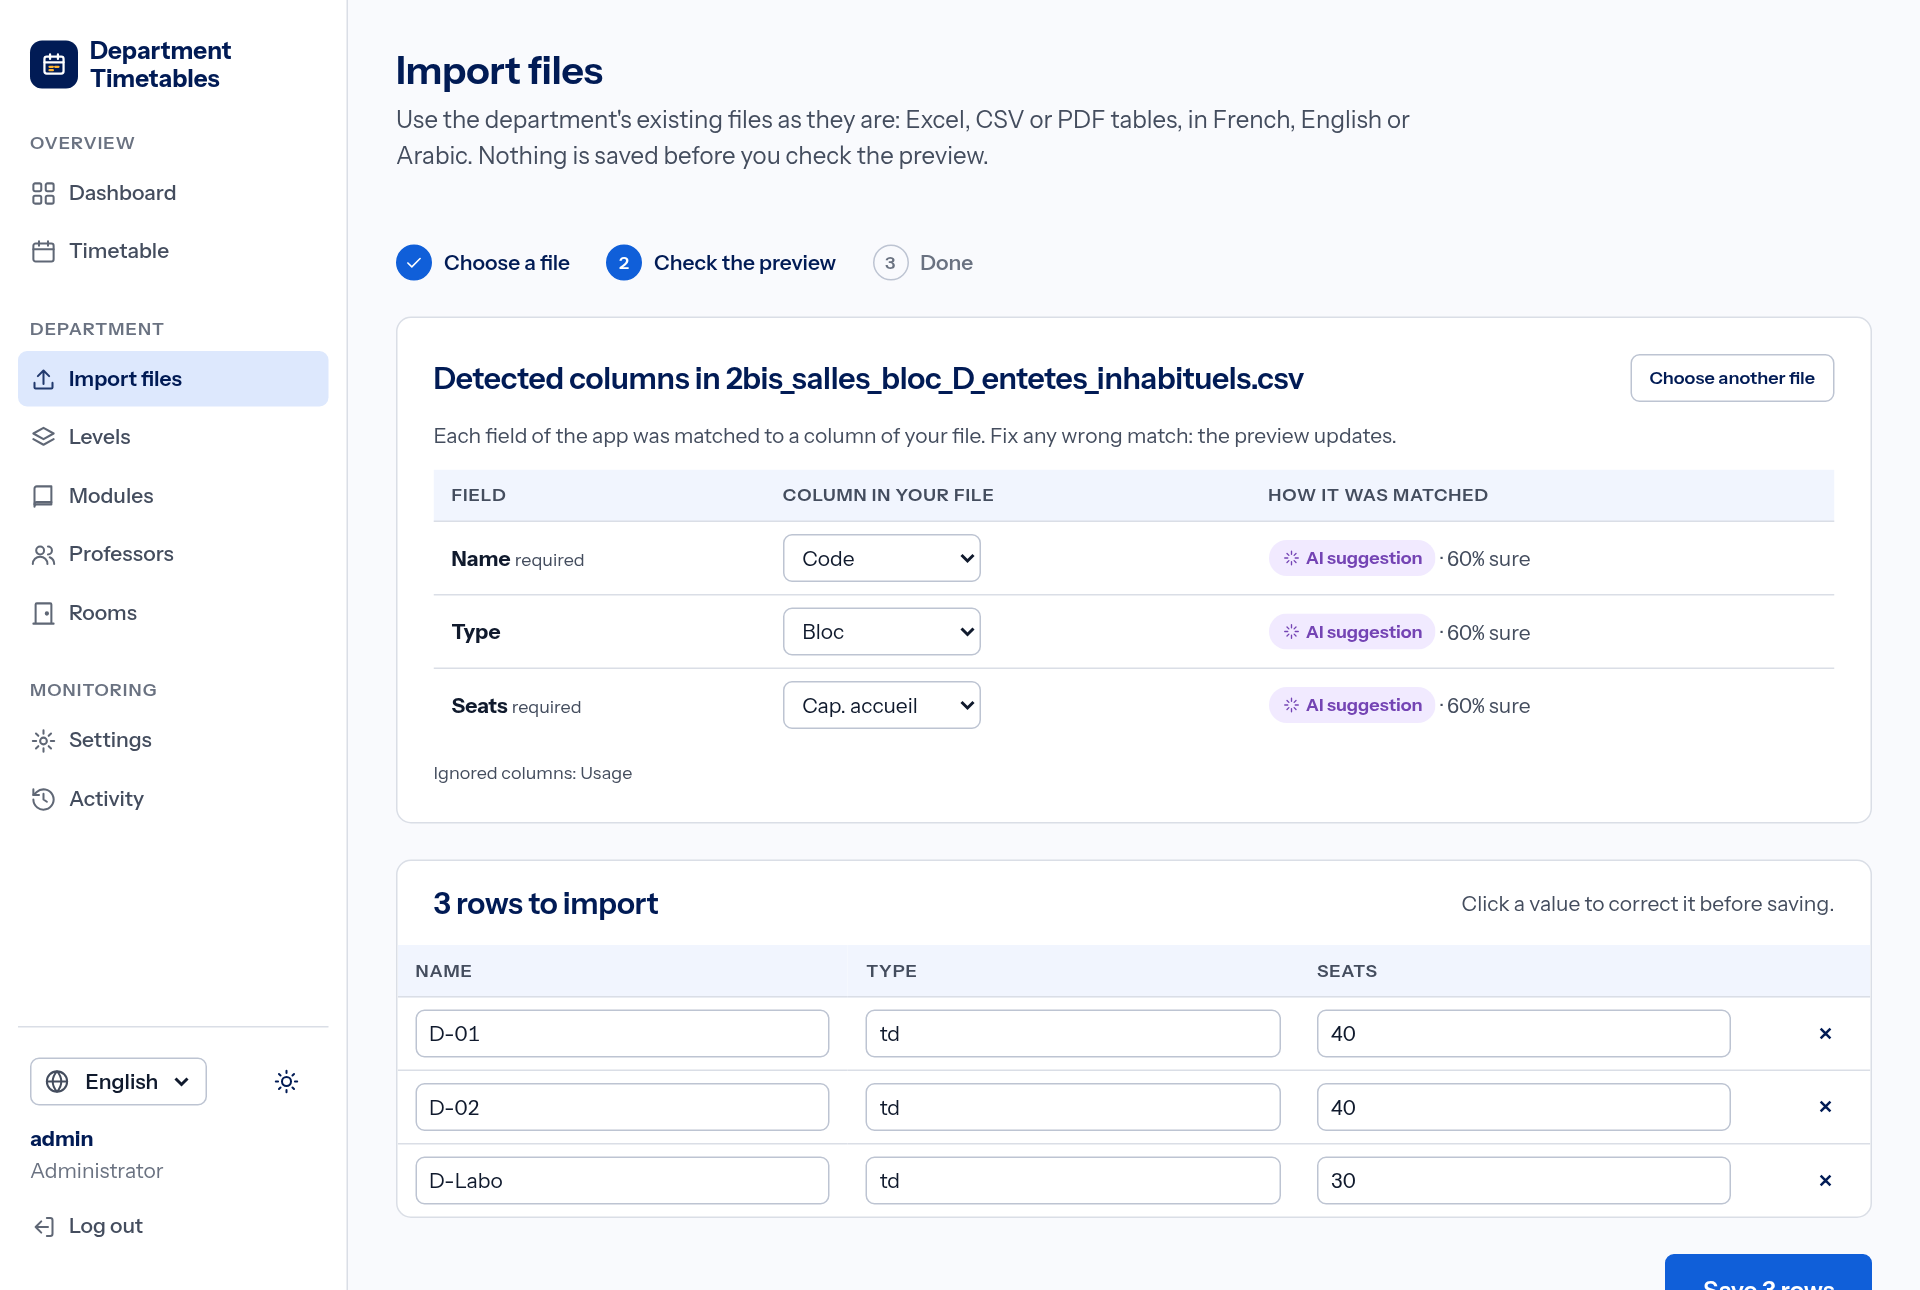 Department
Timetables
OVERVIEW
Dashboard
Timetable
DEPARTMENT
Import files
Levels
Modules
Professors
Rooms
MONITORING
Settings
Activity
English
admin
Administrator
Log out
Import files
Use the department's existing files as they are: Excel, CSV or PDF tables, in French, English or
Arabic. Nothing is saved before you check the preview.
Choose a file
2 Check the preview
3 Done
Detected columns in 2bis_salles_bloc_D_entetes_inhabituels.csv
Choose another file
Each field of the app was matched to a column of your file. Fix any wrong match: the preview updates.
FIELD COLUMN IN YOUR FILE HOW IT WAS MATCHED
Name required Code AI suggestion · 60% sure
Type Bloc AI suggestion · 60% sure
Seats required Cap. accueil AI suggestion · 60% sure
Ignored columns: Usage
3 rows to import
Click a value to correct it before saving.
NAME TYPE SEATS
D-01 td 40 ×
D-02 td 40 ×
D-Labo td 30 ×
Save 3 rows